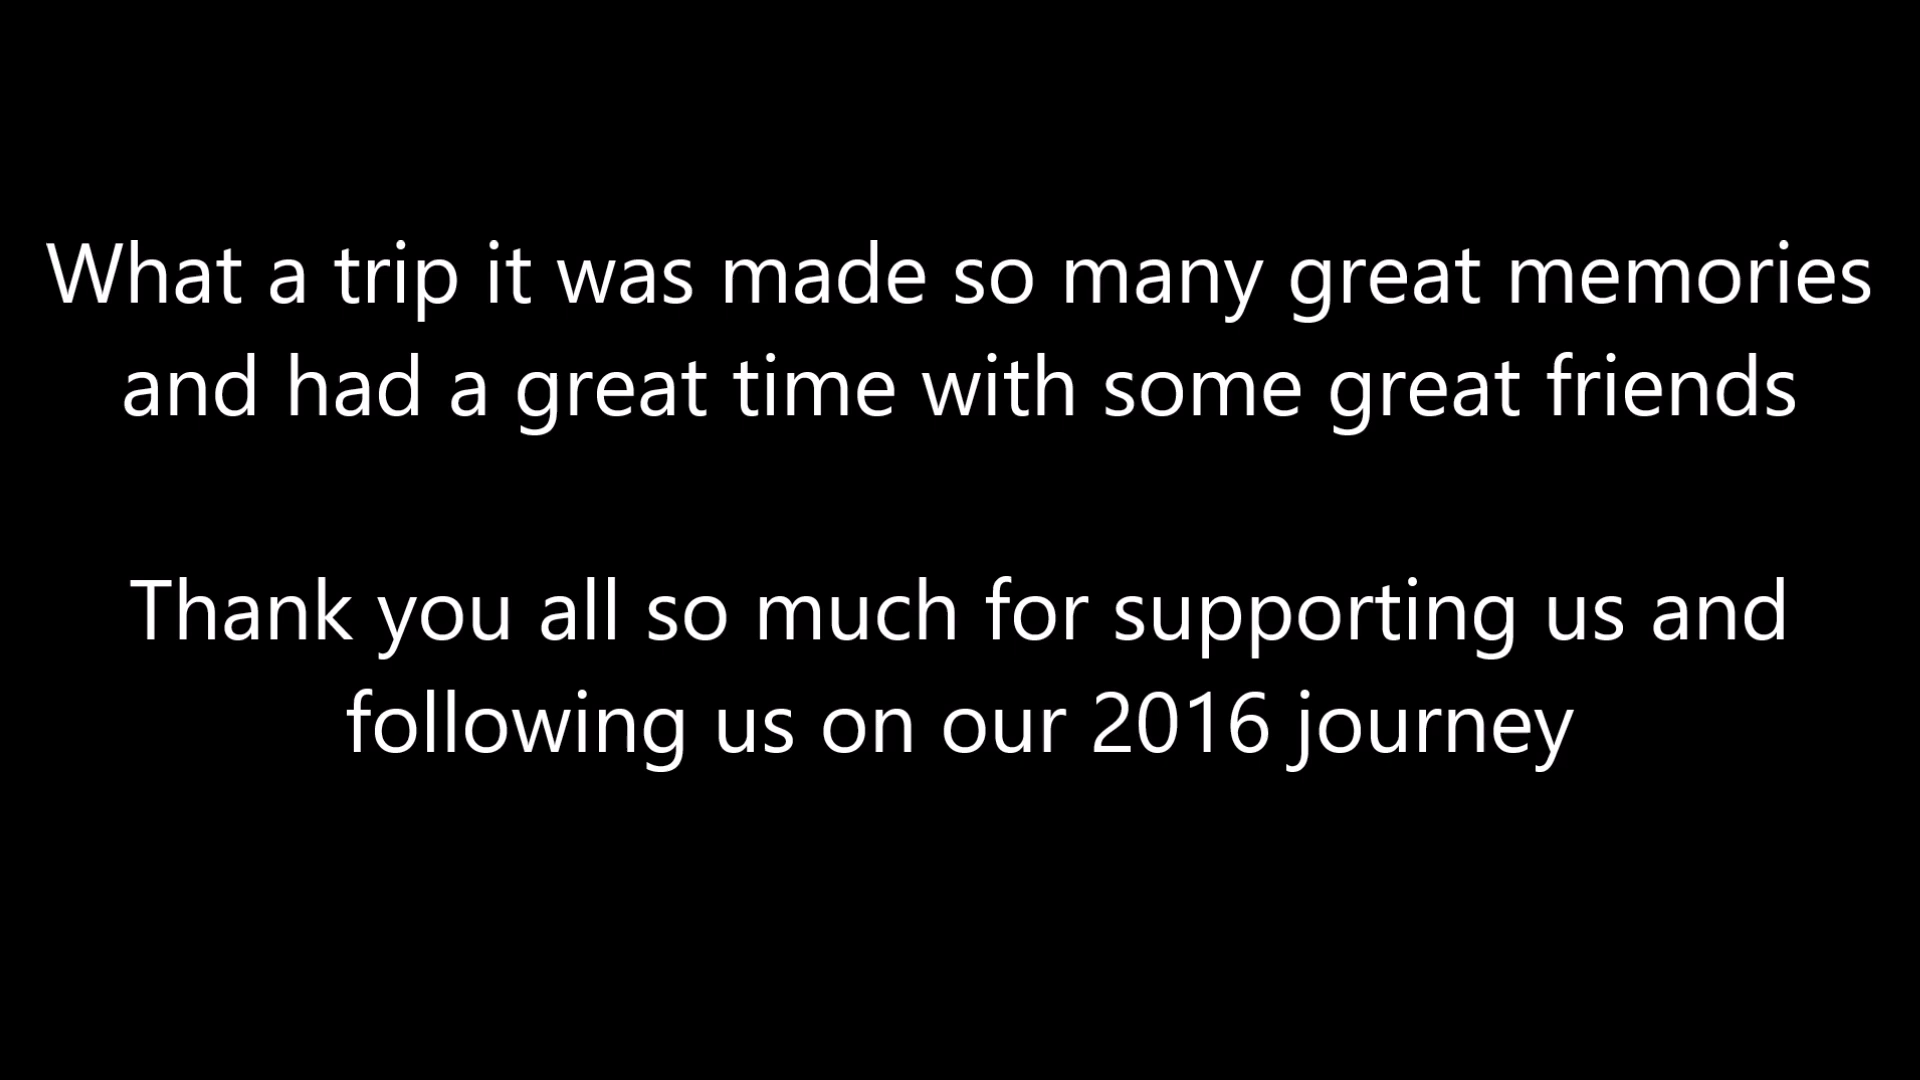 What a trip it was made so many great memories
and had a great time with some great friends
Thank you all so much for supporting us and
following us on our 2016 journey